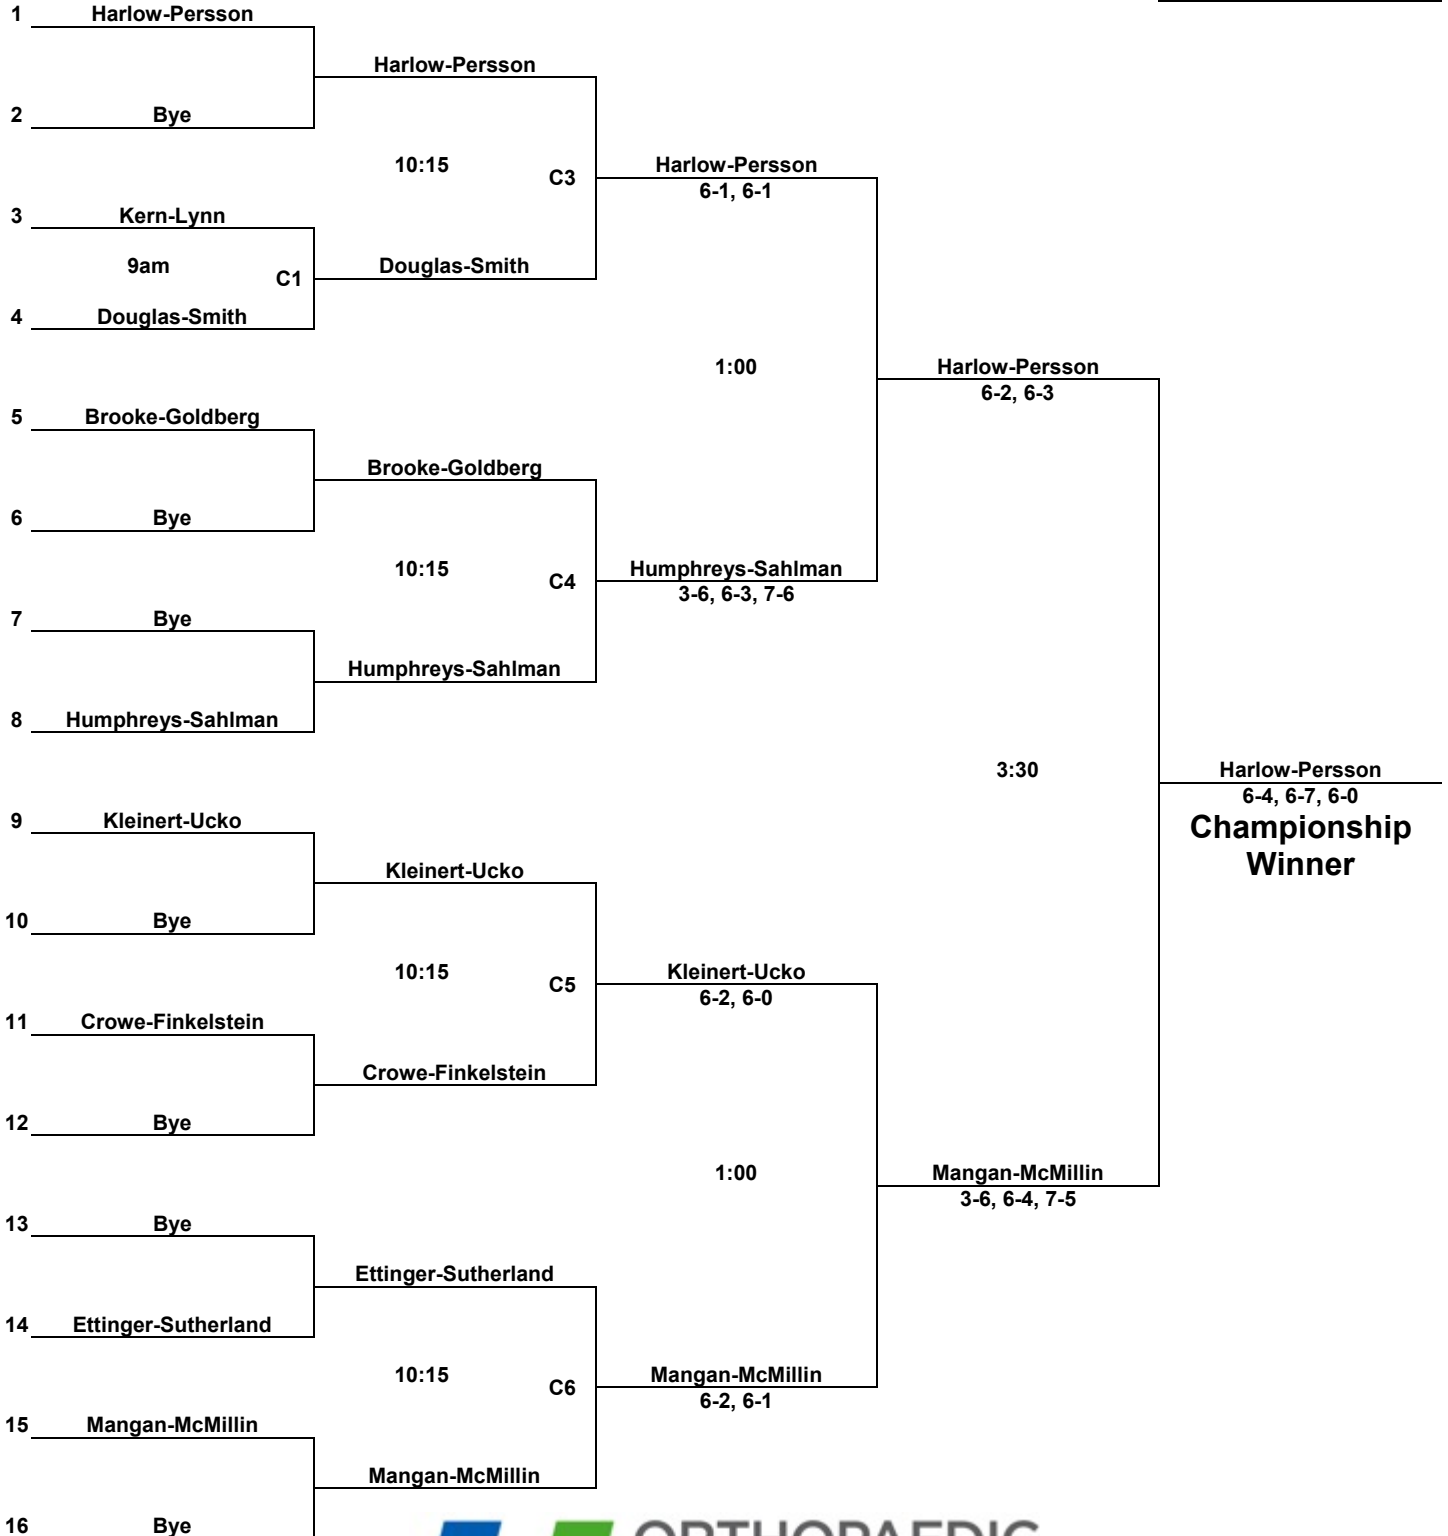 1 Harlow-Persson
Harlow-Persson
2 Bye
10:15
C3
Harlow-Persson
6-1, 6-1
3 Kern-Lynn
9am
C1
Douglas-Smith
4 Douglas-Smith
1:00
Harlow-Persson
6-2, 6-3
5 Brooke-Goldberg
Brooke-Goldberg
6 Bye
10:15
C4
Humphreys-Sahlman
3-6, 6-3, 7-6
7 Bye
Humphreys-Sahlman
8 Humphreys-Sahlman
3:30
Harlow-Persson
6-4, 6-7, 6-0
Championship
Winner
9 Kleinert-Ucko
Kleinert-Ucko
10 Bye
10:15
C5
Kleinert-Ucko
6-2, 6-0
11 Crowe-Finkelstein
Crowe-Finkelstein
12 Bye
1:00
Mangan-McMillin
3-6, 6-4, 7-5
13 Bye
Ettinger-Sutherland
14 Ettinger-Sutherland
10:15
C6
Mangan-McMillin
6-2, 6-1
15 Mangan-McMillin
Mangan-McMillin
16 Bye
ORTHOPAEDIC